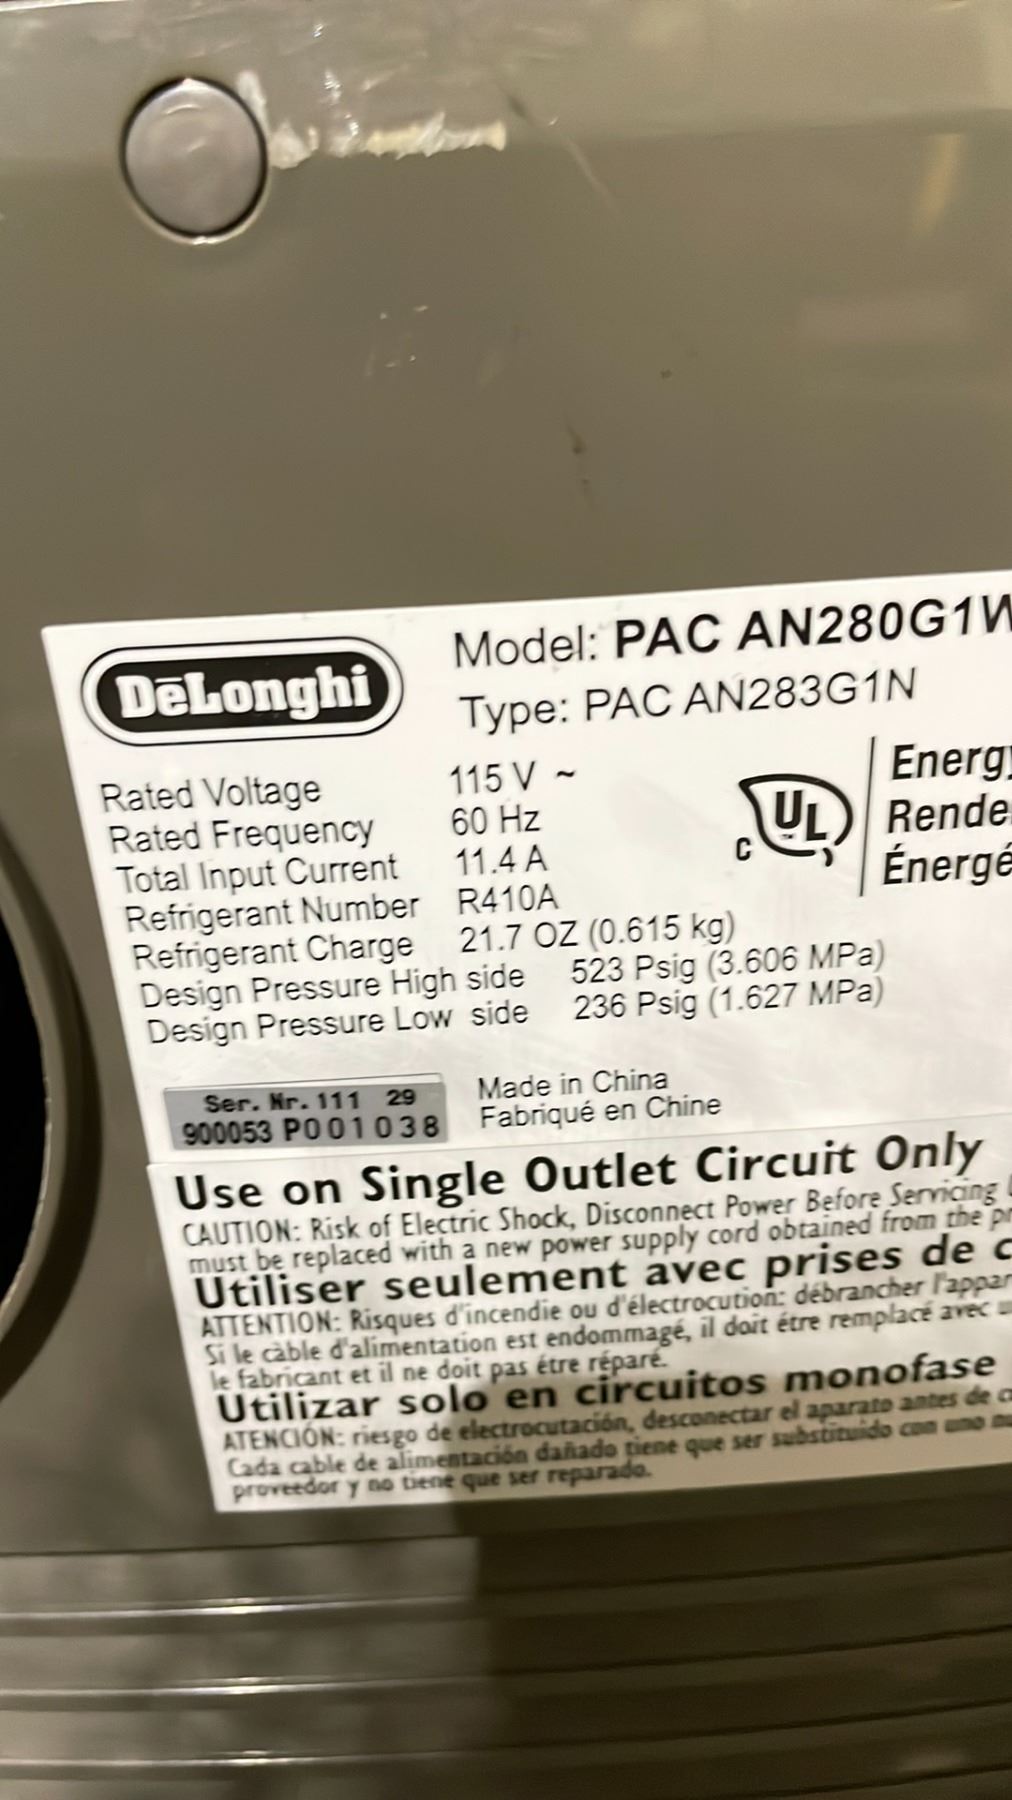 DēLonghi
Model: PAC AN280G1W
Type: PAC AN283G1N
Rated Voltage 115 V ~
Rated Frequency 60 Hz
Total Input Current 11.4 A
Refrigerant Number R410A
Refrigerant Charge 21.7 OZ (0.615 kg)
Design Pressure High side 523 Psig (3.606 MPa)
Design Pressure Low side 236 Psig (1.627 MPa)
C UL
Energy
Rende
Énergé
Ser. Nr. 111 29
900053 P001038
Made in China
Fabriqué en Chine
Use on Single Outlet Circuit Only
CAUTION: Risk of Electric Shock, Disconnect Power Before Servicing
must be replaced with a new power supply cord obtained from the pr
Utiliser seulement avec prises de c
ATTENTION: Risques d'incendie ou d'électrocution: débrancher l'appar
Si le càble d'alimentation est endommagé, il doit étre remplacé avec u
le fabricant et il ne doit pas étre réparé.
Utilizar solo en circuitos monofase
ATENCIÓN: riesgo de electrocutación, desconectar el aparato antes de c
Cada cable de alimentación dañado tiene que ser substituido con uno nu
proveedor y no tiene que ser reparado.